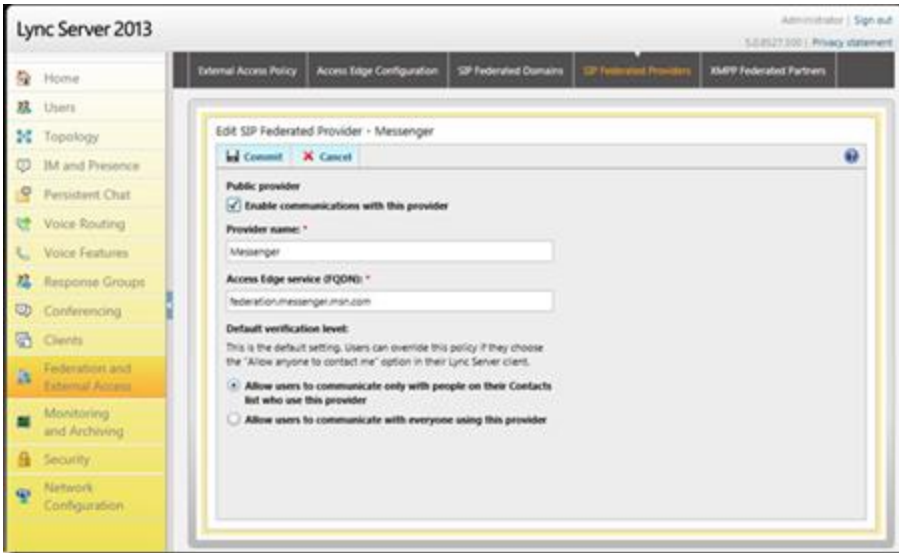 Lync Server 2013
Administrator | Sign out
5.0.8527.300 | Privacy statement
Home
Users
Topology
IM and Presence
Persistent Chat
Voice Routing
Voice Features
Response Groups
Conferencing
Clients
Federation and
External Access
Monitoring
and Archiving
Security
Network
Configuration
External Access Policy
Access Edge Configuration
SIP Federated Domains
SIP Federated Providers
XMPP Federated Partners
Edit SIP Federated Provider - Messenger
Commit
Cancel
Public provider
Enable communications with this provider
Provider name: *
Messenger
Access Edge service (FQDN): *
federation.messenger.msn.com
Default verification level:
This is the default setting. Users can override this policy if they choose
the "Allow anyone to contact me" option in their Lync Server client.
Allow users to communicate only with people on their Contacts
list who use this provider
Allow users to communicate with everyone using this provider